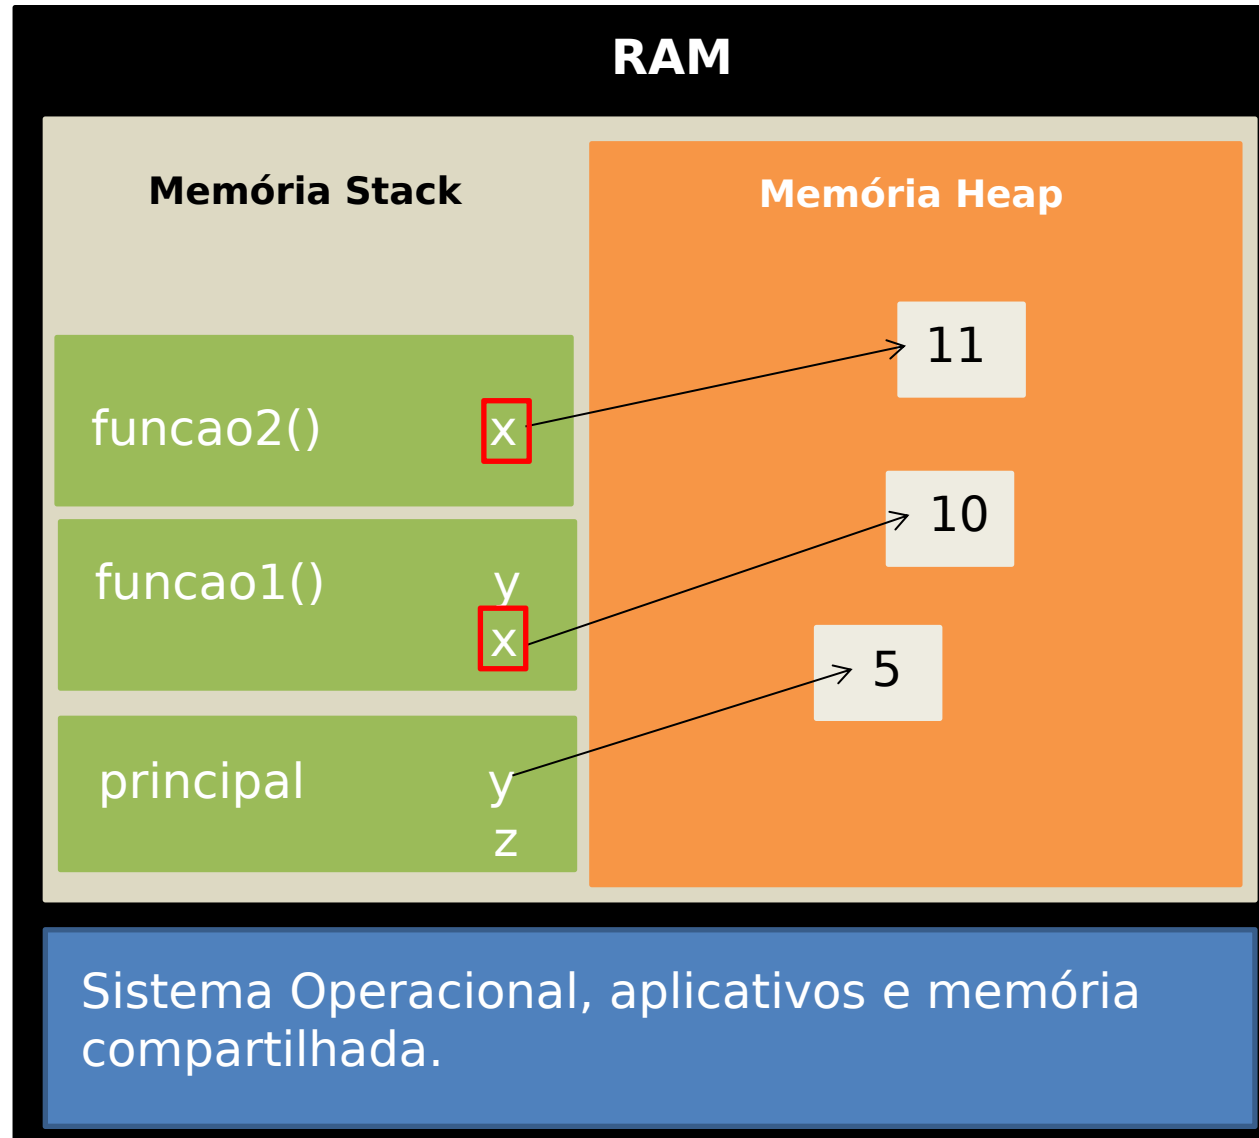 RAM
Memória Stack
Memória Heap
funcao2() x
11
funcao1() y
x
10
principal y
z
5
Sistema Operacional, aplicativos e memória
compartilhada.